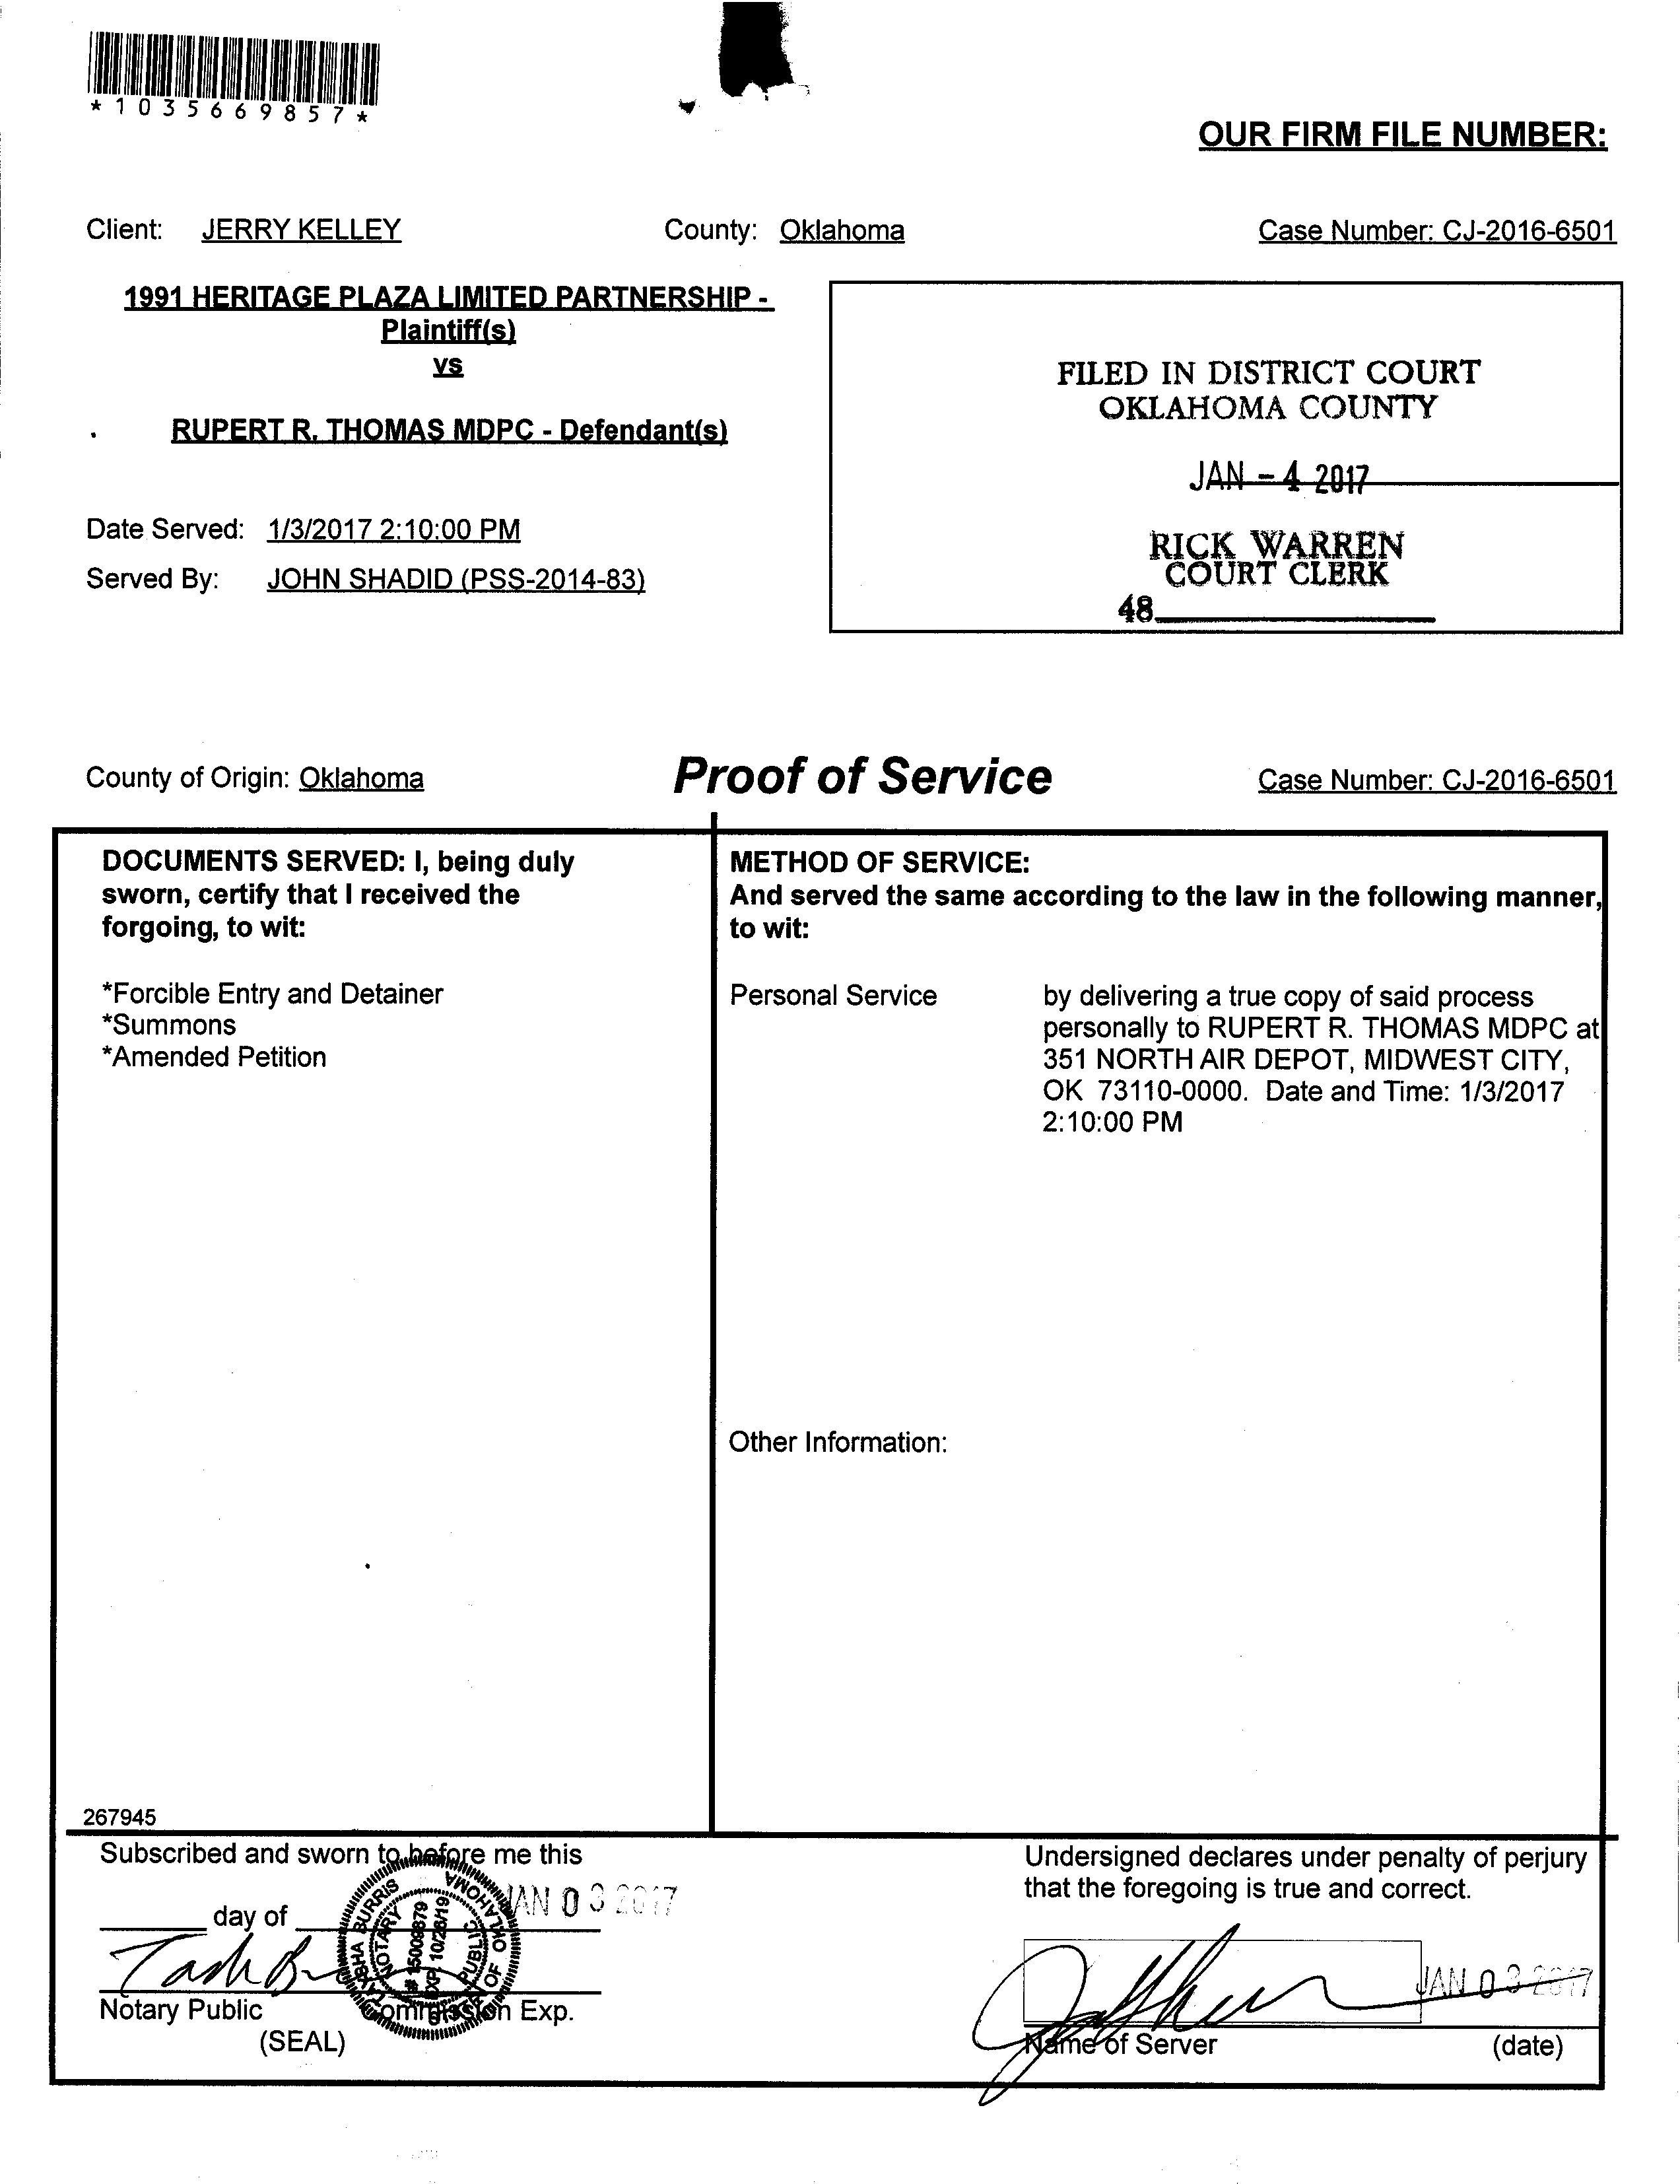 *1035669857*
OUR FIRM FILE NUMBER:
Client: JERRY KELLEY County: Oklahoma Case Number: CJ-2016-6501
1991 HERITAGE PLAZA LIMITED PARTNERSHIP -
Plaintiff(s)
vs
RUPERT R. THOMAS MDPC - Defendant(s)
Date Served: 1/3/2017 2:10:00 PM
Served By: JOHN SHADID (PSS-2014-83)
FILED IN DISTRICT COURT
OKLAHOMA COUNTY
JAN - 4 2017
RICK WARREN
COURT CLERK
48
County of Origin: Oklahoma Proof of Service Case Number: CJ-2016-6501
DOCUMENTS SERVED: I, being duly
sworn, certify that I received the
forgoing, to wit:
*Forcible Entry and Detainer
*Summons
*Amended Petition
METHOD OF SERVICE:
And served the same according to the law in the following manner,
to wit:
Personal Service by delivering a true copy of said process
personally to RUPERT R. THOMAS MDPC at
351 NORTH AIR DEPOT, MIDWEST CITY,
OK 73110-0000. Date and Time: 1/3/2017
2:10:00 PM
Other Information:
267945
Subscribed and sworn to before me this
JAN 03 2017
day of
Notary Public Commission Exp.
(SEAL)
BURRIS
NOTARY PUBLIC
STATE OF OKLAHOMA
# 15009879
EXP. 10/26/19
Undersigned declares under penalty of perjury
that the foregoing is true and correct.
JAN 03 2017
Name of Server (date)